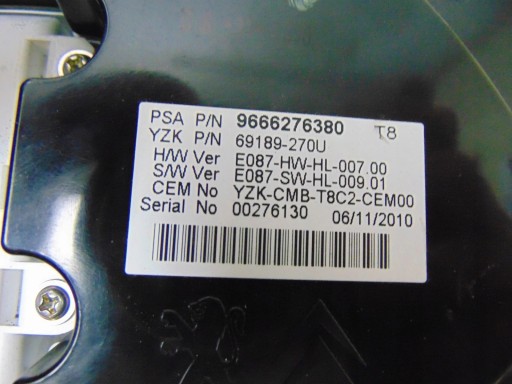 PSA P/N 9666276380 T8
YZK P/N 69189-270U
H/W Ver E087-HW-HL-007.00
S/W Ver E087-SW-HL-009.01
CEM No YZK-CMB-T8C2-CEM00
Serial No 00276130 06/11/2010